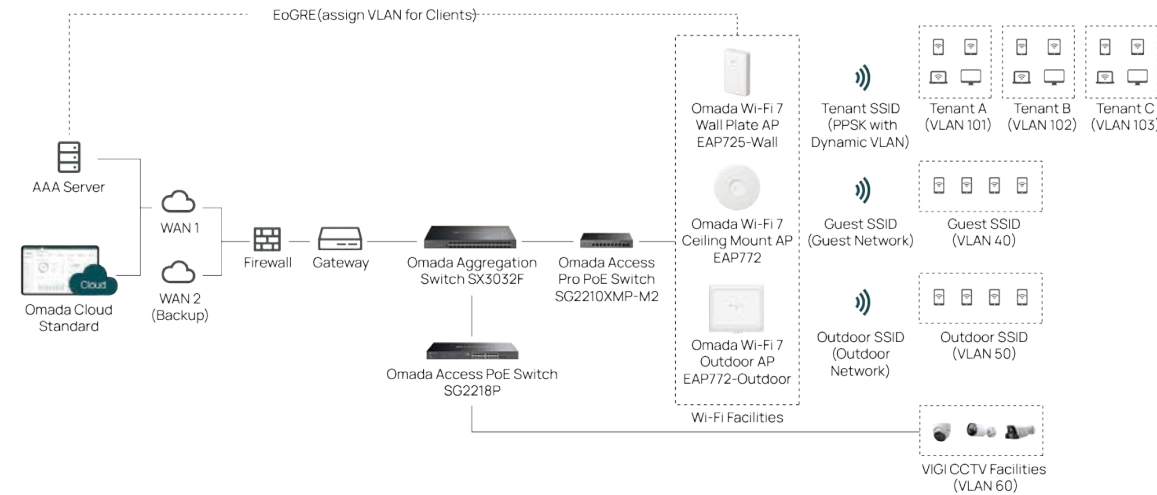 EoGRE(assign VLAN for Clients)
AAA Server
Cloud
Omada Cloud
Standard
WAN 1
WAN 2
(Backup)
Firewall
Gateway
Omada Aggregation
Switch SX3032F
Omada Access
Pro PoE Switch
SG2210XMP-M2
Omada Access PoE Switch
SG2218P
Omada Wi-Fi 7
Wall Plate AP
EAP725-Wall
Omada Wi-Fi 7
Ceiling Mount AP
EAP772
Omada Wi-Fi 7
Outdoor AP
EAP772-Outdoor
Wi-Fi Facilities
Tenant SSID
(PPSK with
Dynamic VLAN)
Guest SSID
(Guest Network)
Outdoor SSID
(Outdoor
Network)
Tenant A
(VLAN 101)
Tenant B
(VLAN 102)
Tenant C
(VLAN 103)
Guest SSID
(VLAN 40)
Outdoor SSID
(VLAN 50)
VIGI CCTV Facilities
(VLAN 60)